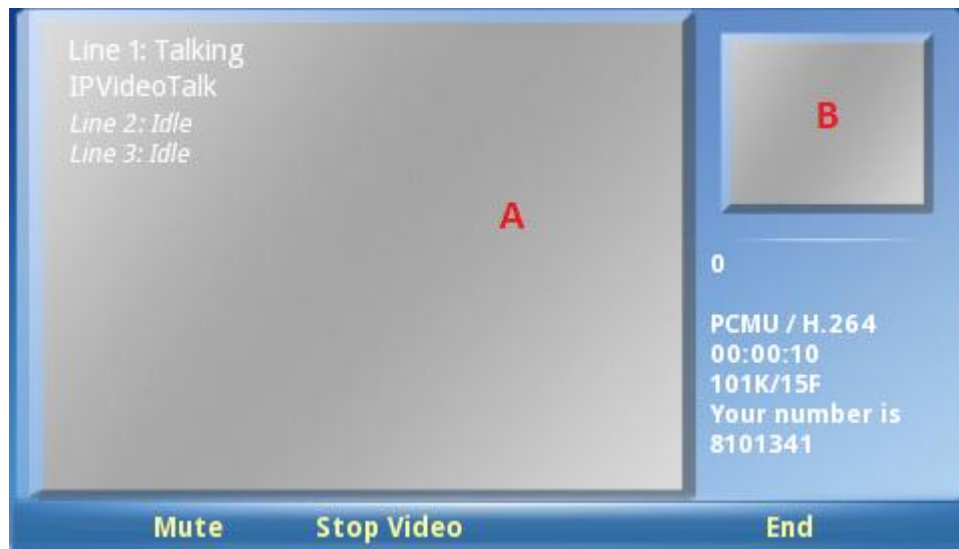 Line 1: Talking
IPVideoTalk
Line 2: Idle
Line 3: Idle
A
B
0
PCMU / H.264
00:00:10
101K/15F
Your number is
8101341
Mute Stop Video End